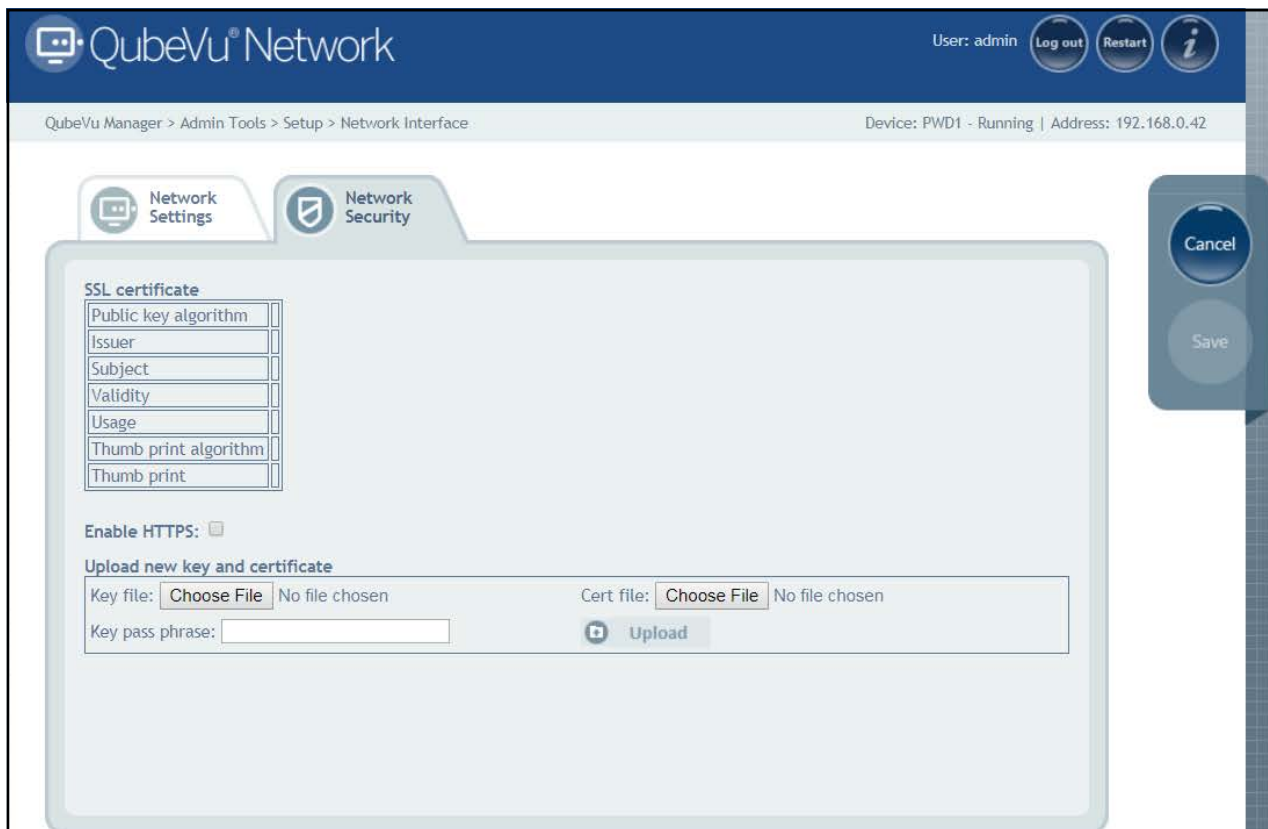 QubeVu® Network
User: admin
Log out
Restart
i
QubeVu Manager > Admin Tools > Setup > Network Interface
Device: PWD1 - Running | Address: 192.168.0.42
Network
Settings
Network
Security
Cancel
Save
SSL certificate
Public key algorithm
Issuer
Subject
Validity
Usage
Thumb print algorithm
Thumb print
Enable HTTPS:
Upload new key and certificate
Key file: Choose File No file chosen
Cert file: Choose File No file chosen
Key pass phrase:
Upload